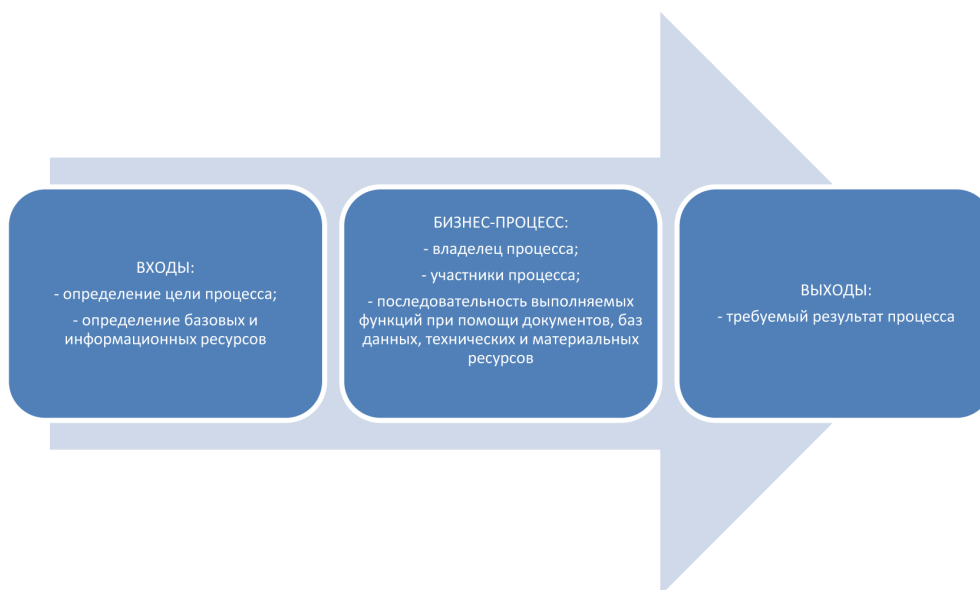 ВХОДЫ:
- определение цели процесса;
- определение базовых и
информационных ресурсов
БИЗНЕС-ПРОЦЕСС:
- владелец процесса;
- участники процесса;
- последовательность выполняемых
функций при помощи документов, баз
данных, технических и материальных
ресурсов
ВЫХОДЫ:
- требуемый результат процесса